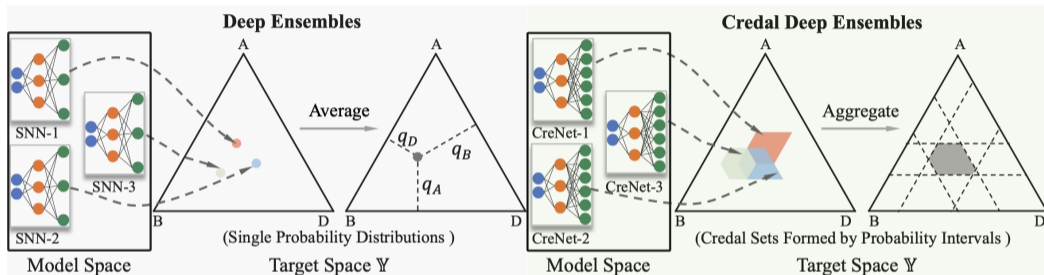 Deep Ensembles
SNN-1
SNN-3
SNN-2
Model Space
A
B
D
Average
A
B
D
q_D
q_B
q_A
(Single Probability Distributions )
Target Space 𝕐
Credal Deep Ensembles
CreNet-1
CreNet-3
CreNet-2
Model Space
A
B
D
Aggregate
A
B
D
(Credal Sets Formed by Probability Intervals )
Target Space 𝕐